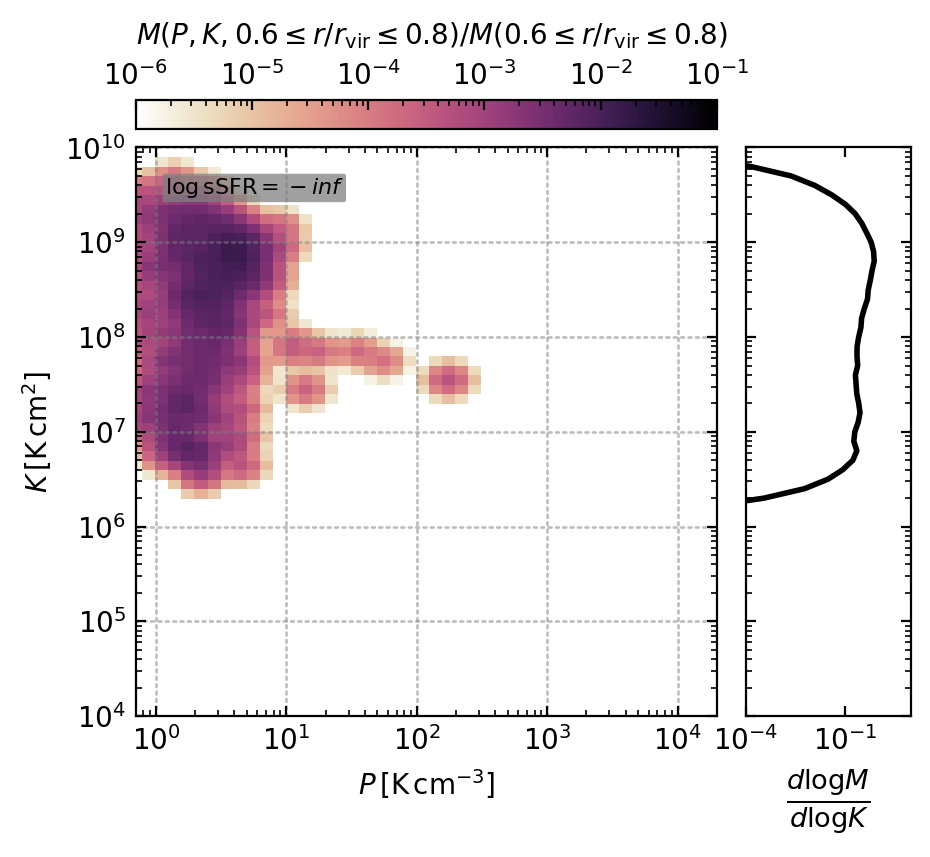 M(P, K, 0.6 ≤ r/r_vir ≤ 0.8)/M(0.6 ≤ r/r_vir ≤ 0.8)
10^−6 10^−5 10^−4 10^−3 10^−2 10^−1
log sSFR = −inf
10^10
10^9
10^8
10^7
10^6
10^5
10^4
K [K cm^2]
10^0 10^1 10^2 10^3 10^4
P [K cm^−3]
10^−4 10^−1
dlogM
dlogK